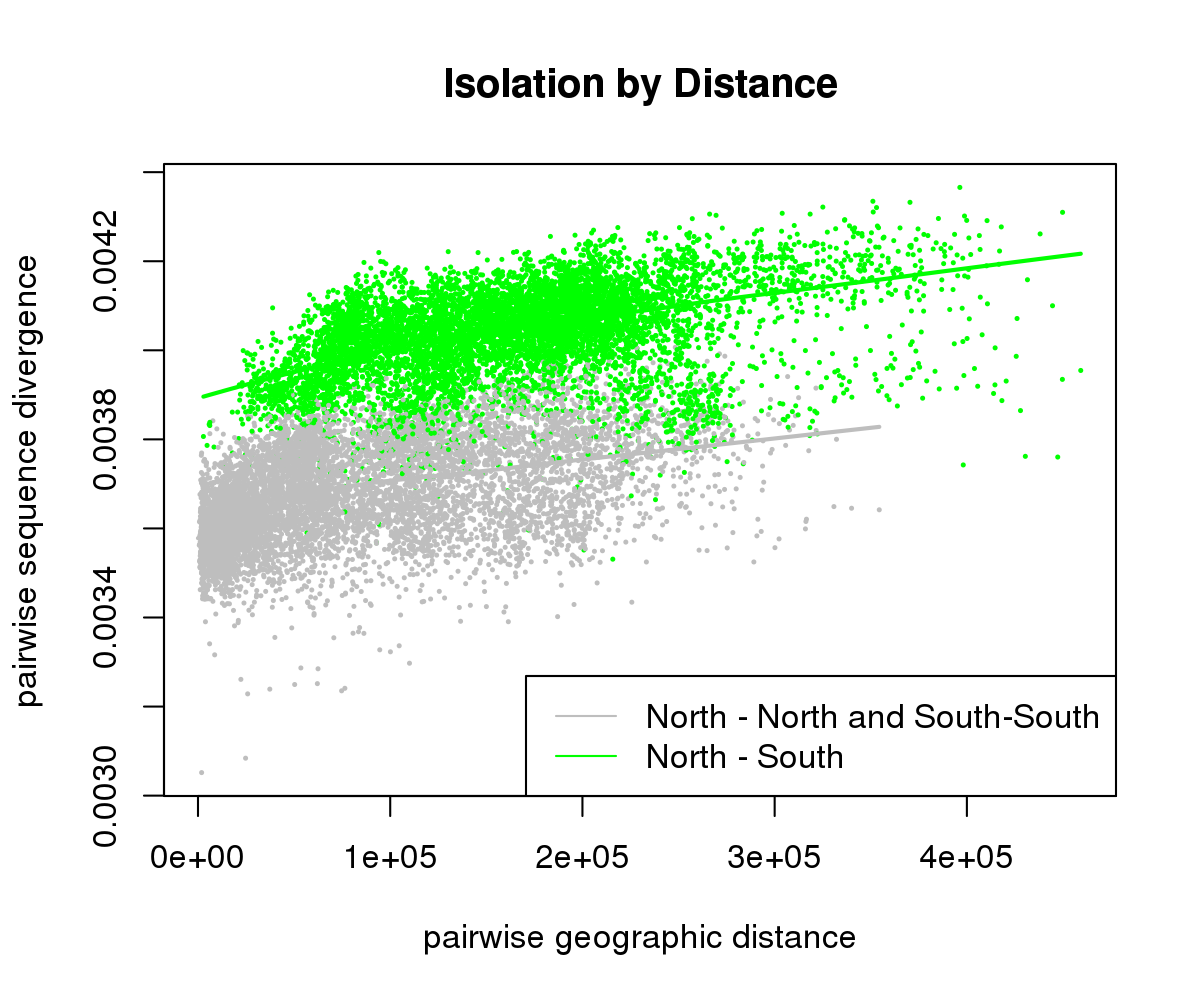 Isolation by Distance
pairwise sequence divergence
0.0042
0.0038
0.0034
0.0030
North - North and South-South
North - South
0e+00 1e+05 2e+05 3e+05 4e+05
pairwise geographic distance